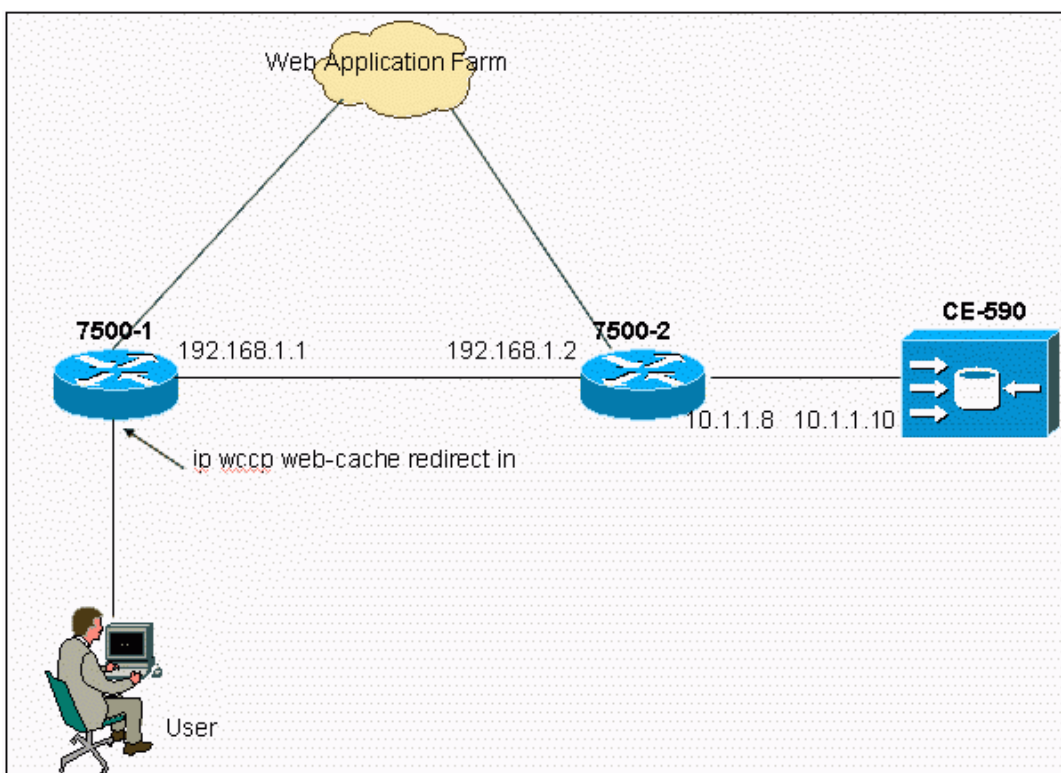 Web Application Farm
7500-1
7500-2
CE-590
192.168.1.1
192.168.1.2
10.1.1.8
10.1.1.10
ip wccp web-cache redirect in
User